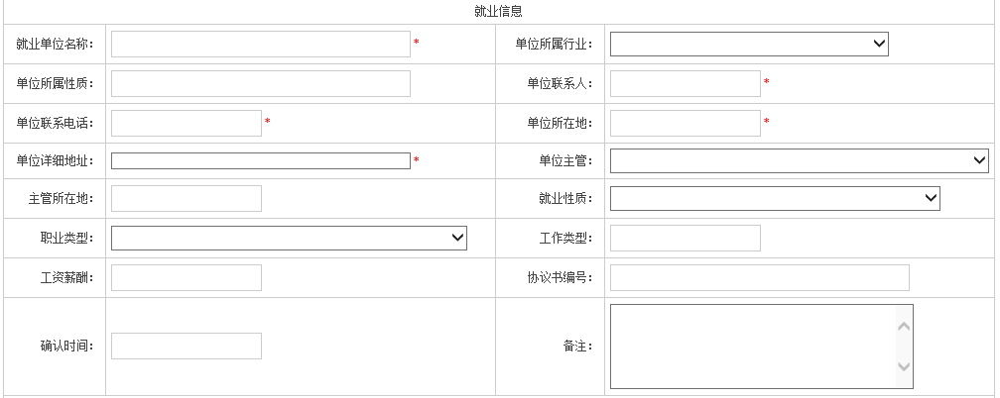 就业信息
就业单位名称： * 单位所属行业：
单位所属性质： 单位联系人： *
单位联系电话： * 单位所在地： *
单位详细地址： * 单位主管：
主管所在地： 就业性质：
职业类型： 工作类型：
工资薪酬： 协议书编号：
确认时间： 备注：